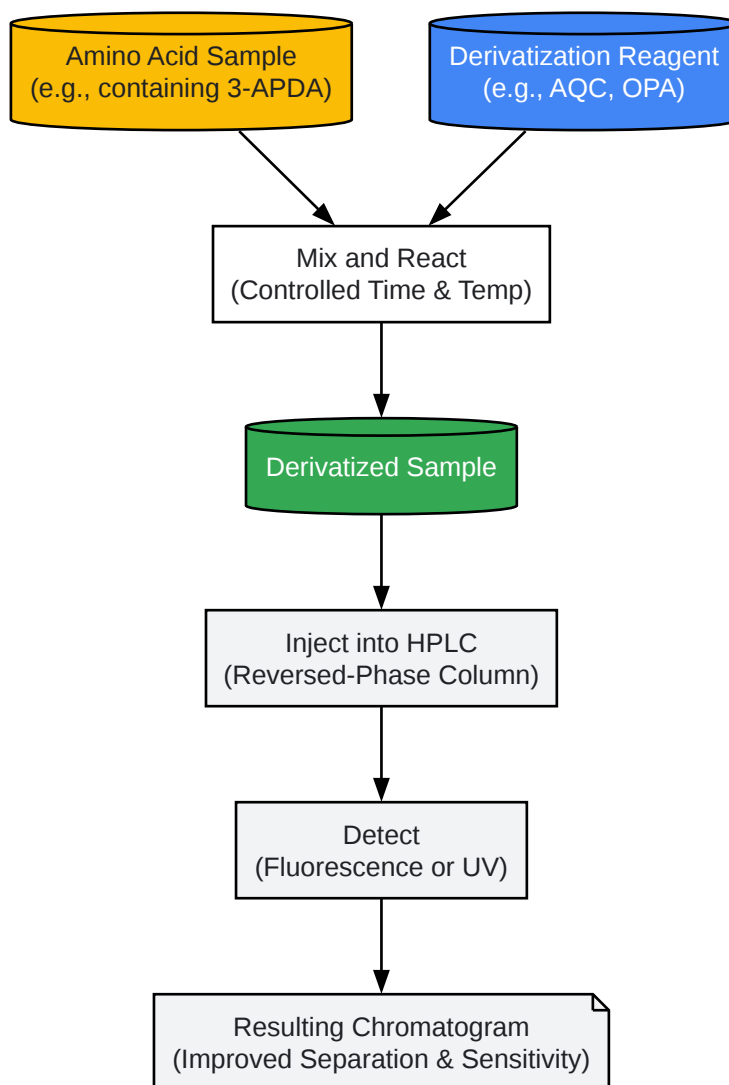 Amino Acid Sample
(e.g., containing 3-APDA)
Derivatization Reagent
(e.g., AQC, OPA)
Mix and React
(Controlled Time & Temp)
Derivatized Sample
Inject into HPLC
(Reversed-Phase Column)
Detect
(Fluorescence or UV)
Resulting Chromatogram
(Improved Separation & Sensitivity)